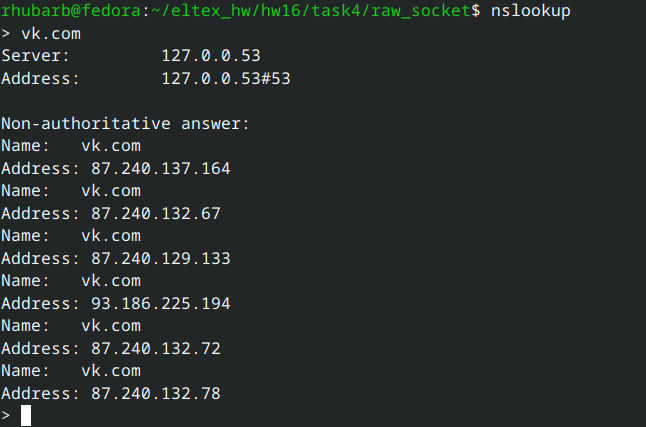 rhubarb@fedora:~/eltex_hw/hw16/task4/raw_socket$ nslookup
> vk.com
Server:         127.0.0.53
Address:        127.0.0.53#53

Non-authoritative answer:
Name:   vk.com
Address: 87.240.137.164
Name:   vk.com
Address: 87.240.132.67
Name:   vk.com
Address: 87.240.129.133
Name:   vk.com
Address: 93.186.225.194
Name:   vk.com
Address: 87.240.132.72
Name:   vk.com
Address: 87.240.132.78
>